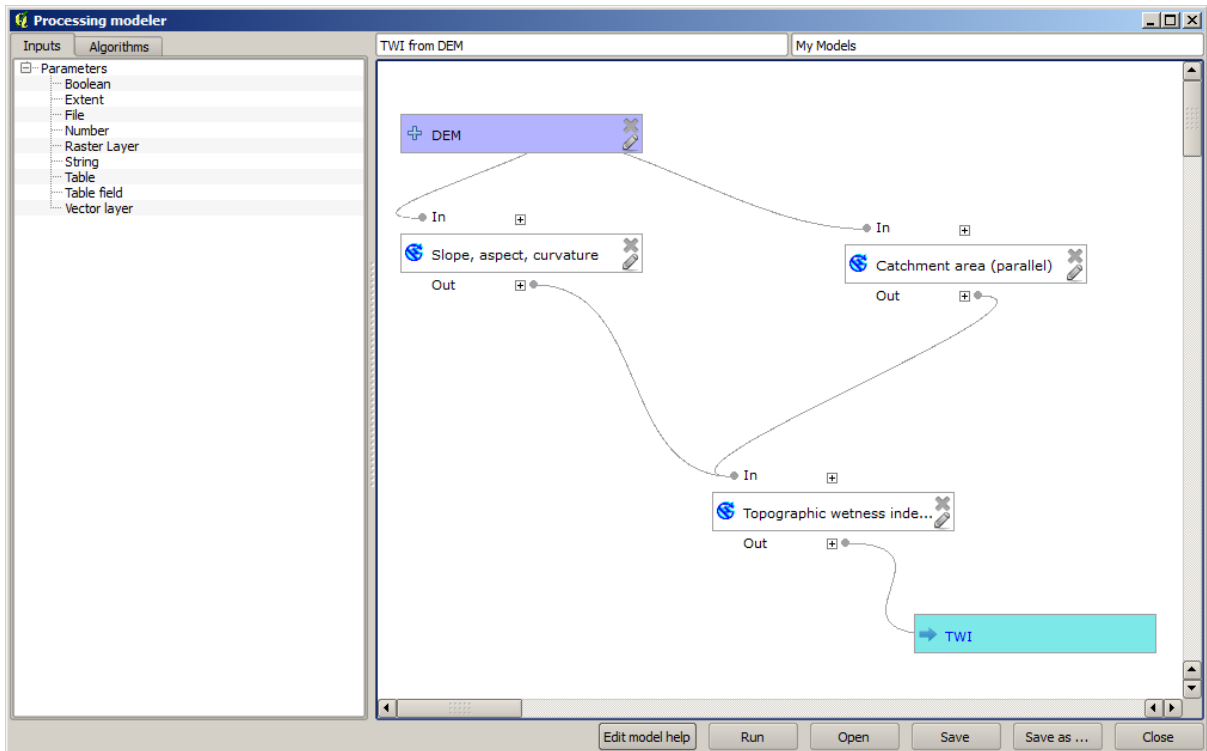 Processing modeler
Inputs
Algorithms
TWI from DEM
My Models
Parameters
Boolean
Extent
File
Number
Raster Layer
String
Table
Table field
Vector layer
DEM
In
In
Slope, aspect, curvature
Catchment area (parallel)
Out
Out
In
Topographic wetness inde...
Out
TWI
Edit model help
Run
Open
Save
Save as ...
Close